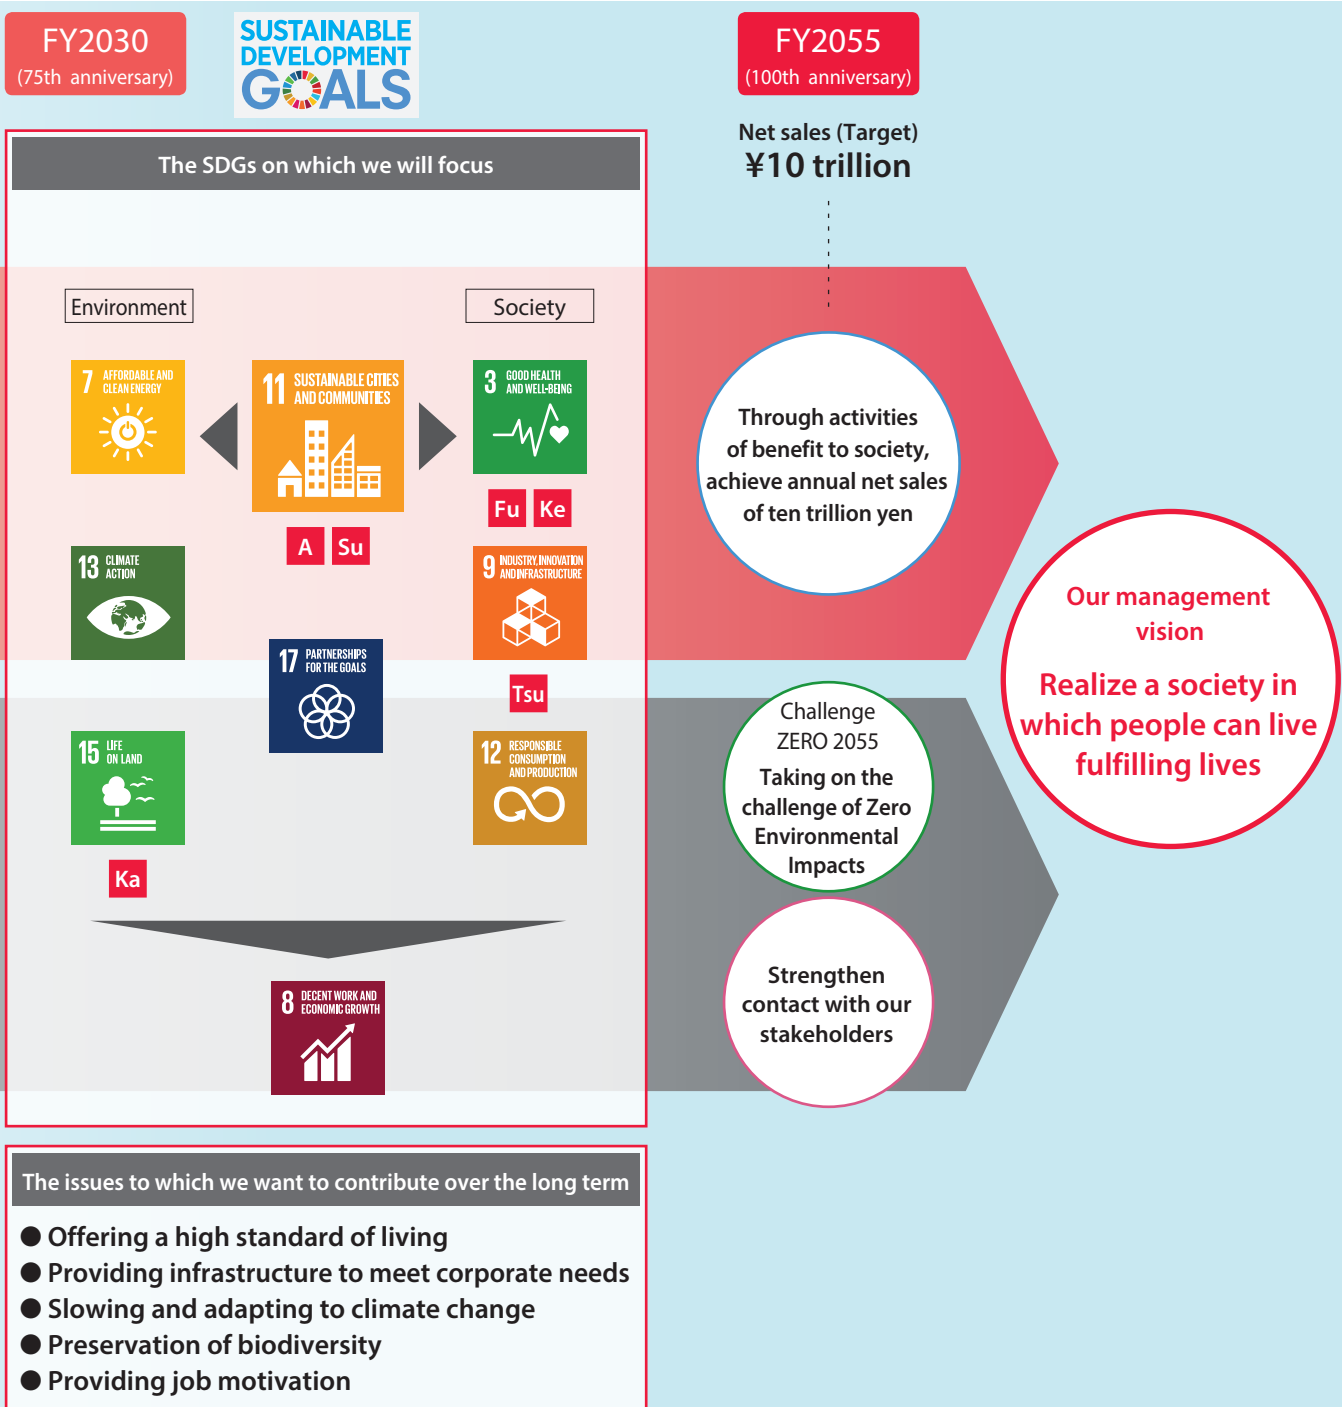 FY2030
(75th anniversary)
SUSTAINABLE
DEVELOPMENT
GOALS
FY2055
(100th anniversary)
Net sales (Target)
¥10 trillion
The SDGs on which we will focus
Environment
Society
7 AFFORDABLE AND
CLEAN ENERGY
11 SUSTAINABLE CITIES
AND COMMUNITIES
3 GOOD HEALTH
AND WELL-BEING
Fu Ke
A Su
13 CLIMATE
ACTION
9 INDUSTRY, INNOVATION
AND INFRASTRUCTURE
17 PARTNERSHIPS
FOR THE GOALS
Tsu
15 LIFE
ON LAND
12 RESPONSIBLE
CONSUMPTION
AND PRODUCTION
Ka
8 DECENT WORK AND
ECONOMIC GROWTH
Through activities
of benefit to society,
achieve annual net sales
of ten trillion yen
Challenge
ZERO 2055
Taking on the
challenge of Zero
Environmental
Impacts
Strengthen
contact with our
stakeholders
Our management
vision
Realize a society in
which people can live
fulfilling lives
The issues to which we want to contribute over the long term
● Offering a high standard of living
● Providing infrastructure to meet corporate needs
● Slowing and adapting to climate change
● Preservation of biodiversity
● Providing job motivation